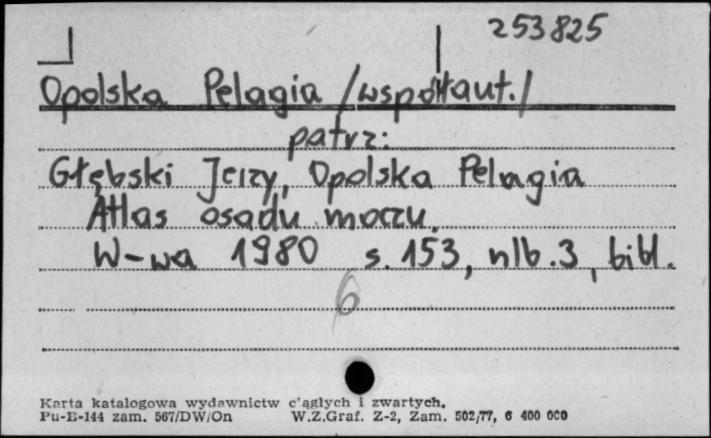 253825
Opolska Pelagia /współaut./
patrz:
Głębski Jerzy, Opolska Pelagia
Atlas osadu moczu.
W-wa 1980 s. 153, nlb. 3, bibl.
6
Karta katalogowa wydawnictw c'ągłych i zwartych.
Pu-E-144 zam. 567/DW/On W.Z.Graf. Z-2, Zam. 502/77, 6 400 000